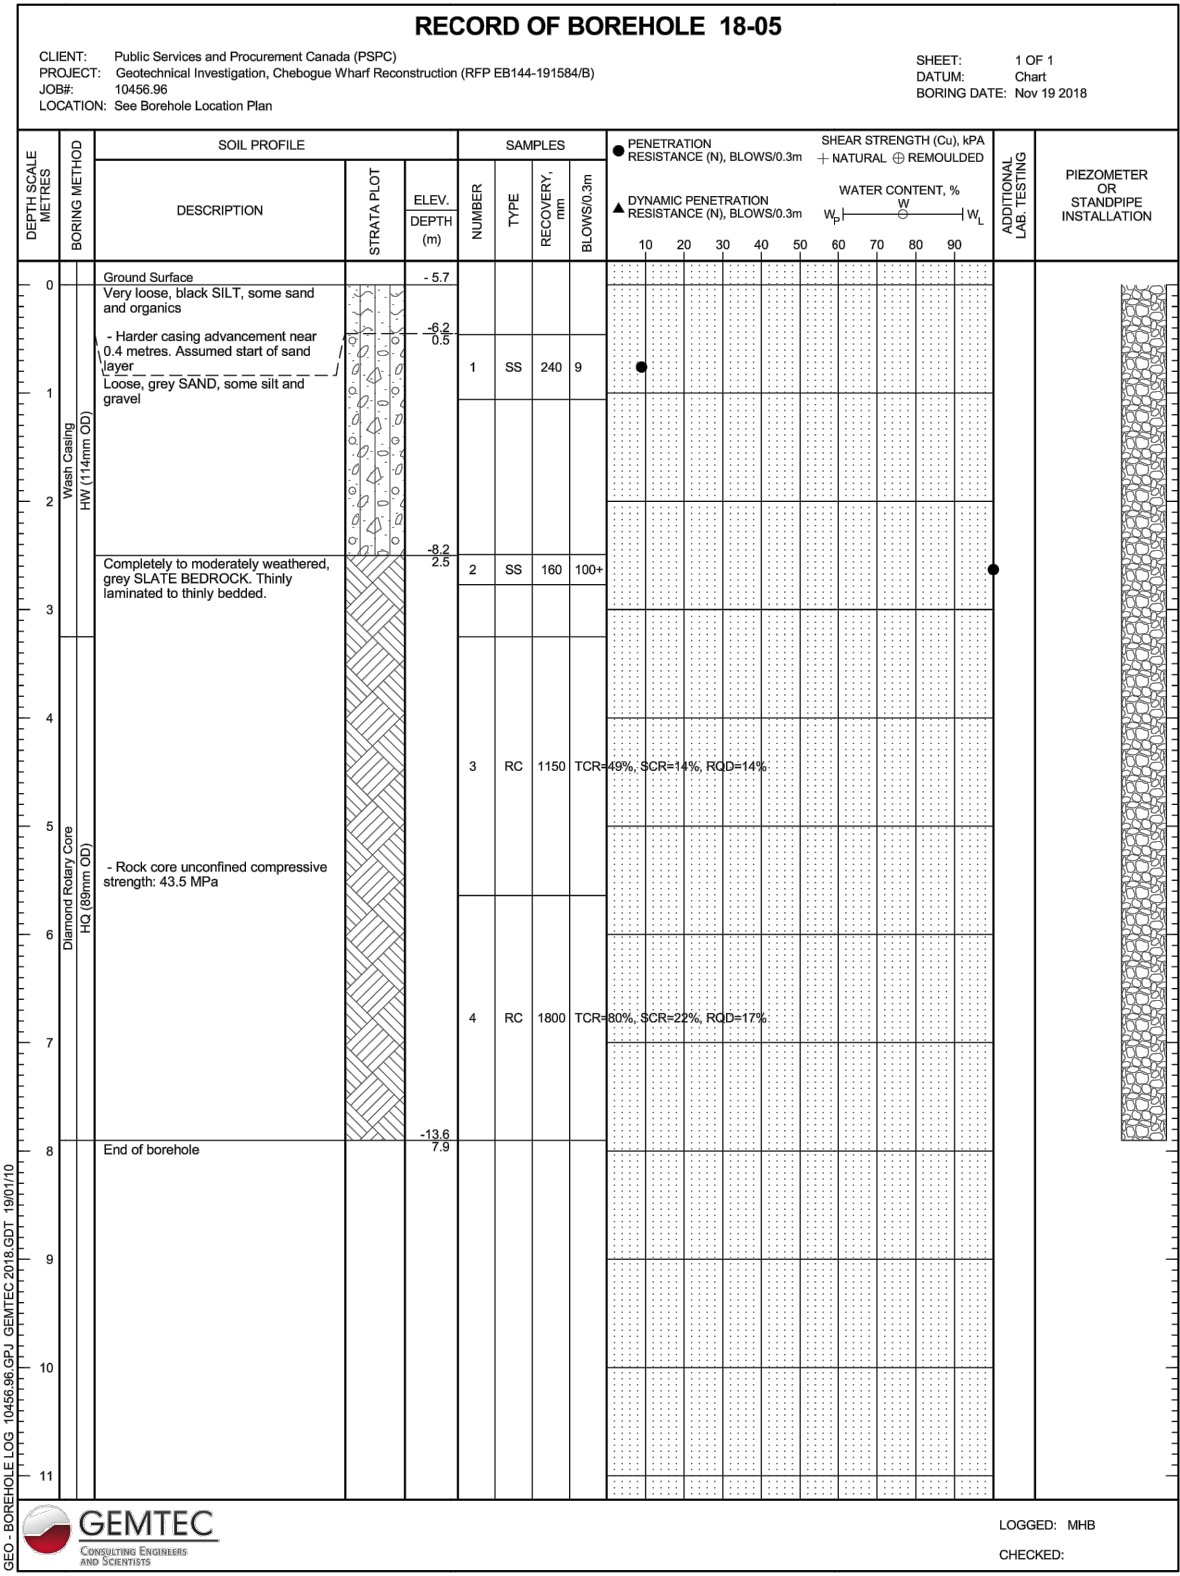 RECORD OF BOREHOLE 18-05
CLIENT: Public Services and Procurement Canada (PSPC)
PROJECT: Geotechnical Investigation, Chebogue Wharf Reconstruction (RFP EB144-191584/B)
JOB#: 10456.96
LOCATION: See Borehole Location Plan
SHEET: 1 OF 1
DATUM: Chart
BORING DATE: Nov 19 2018
DEPTH SCALE
METRES
BORING METHOD
SOIL PROFILE
DESCRIPTION
STRATA PLOT
ELEV.
DEPTH
(m)
SAMPLES
NUMBER
TYPE
RECOVERY,
mm
BLOWS/0.3m
PENETRATION
RESISTANCE (N), BLOWS/0.3m
DYNAMIC PENETRATION
RESISTANCE (N), BLOWS/0.3m
SHEAR STRENGTH (Cu), kPA
+ NATURAL ⊕ REMOULDED
WATER CONTENT, %
W
WP WL
10 20 30 40 50 60 70 80 90
ADDITIONAL
LAB. TESTING
PIEZOMETER
OR
STANDPIPE
INSTALLATION
0
1
2
3
4
5
6
7
8
9
10
11
Wash Casing
HW (114mm OD)
Diamond Rotary Core
HQ (89mm OD)
Ground Surface
- 5.7
Very loose, black SILT, some sand
and organics
-6.2
0.5
- Harder casing advancement near
0.4 metres. Assumed start of sand
layer
Loose, grey SAND, some silt and
gravel
1 SS 240 9
-8.2
2.5
Completely to moderately weathered,
grey SLATE BEDROCK. Thinly
laminated to thinly bedded.
2 SS 160 100+
3 RC 1150 TCR=49%, SCR=14%, RQD=14%
- Rock core unconfined compressive
strength: 43.5 MPa
4 RC 1800 TCR=80%, SCR=22%, RQD=17%
-13.6
7.9
End of borehole
GEO - BOREHOLE LOG 10456.96.GPJ GEMTEC 2018.GDT 19/01/10
GEMTEC
CONSULTING ENGINEERS
AND SCIENTISTS
LOGGED: MHB
CHECKED: